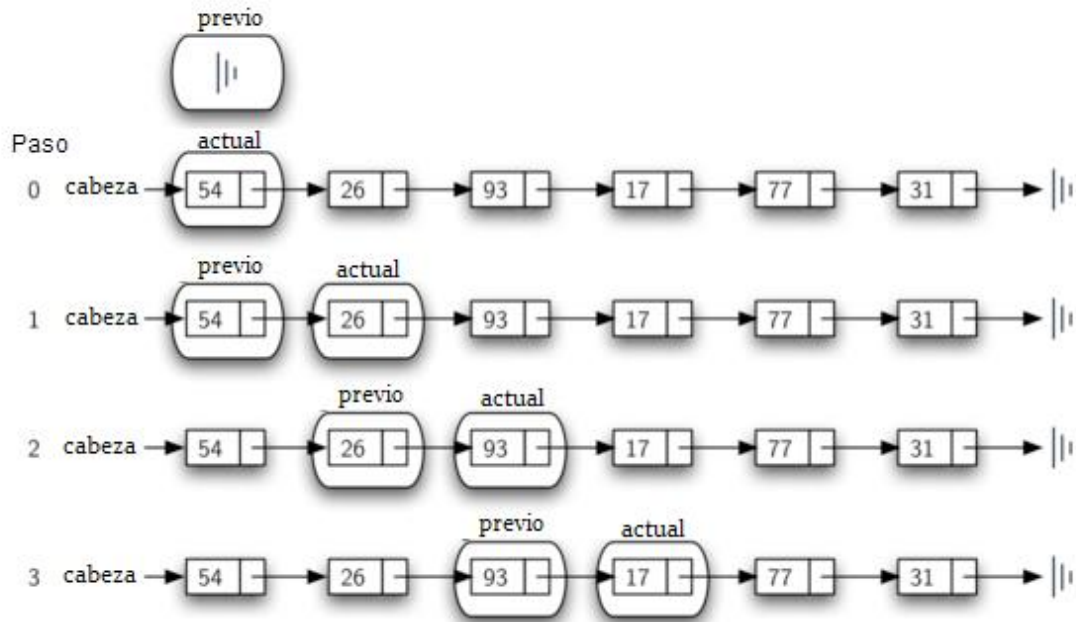 previo
Paso
actual
0 cabeza 54 26 93 17 77 31
previo actual
1 cabeza 54 26 93 17 77 31
previo actual
2 cabeza 54 26 93 17 77 31
previo actual
3 cabeza 54 26 93 17 77 31